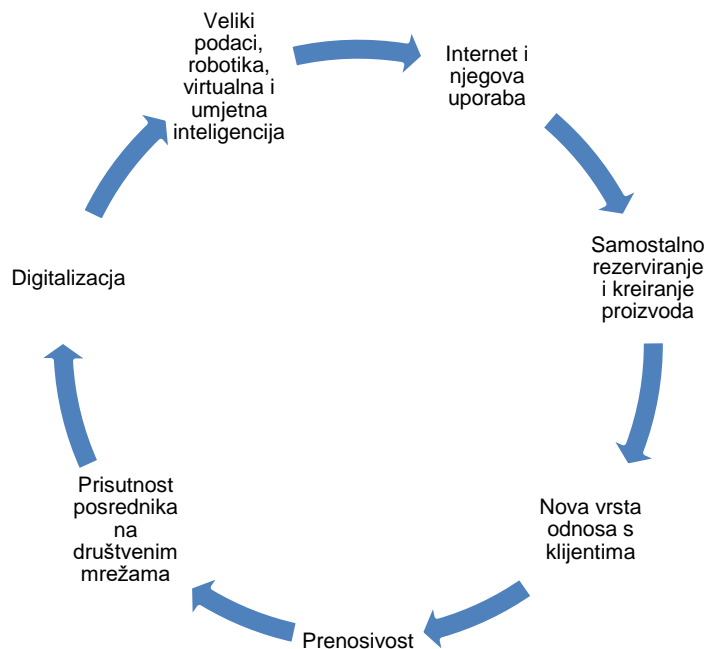 Veliki
podaci,
robotika,
virtualna i
umjetna
inteligencija
Internet i
njegova
uporaba
Samostalno
rezerviranje
i kreiranje
proizvoda
Nova vrsta
odnosa s
klijentima
Prenosivost
Prisutnost
posrednika
na
društvenim
mrežama
Digitalizacja